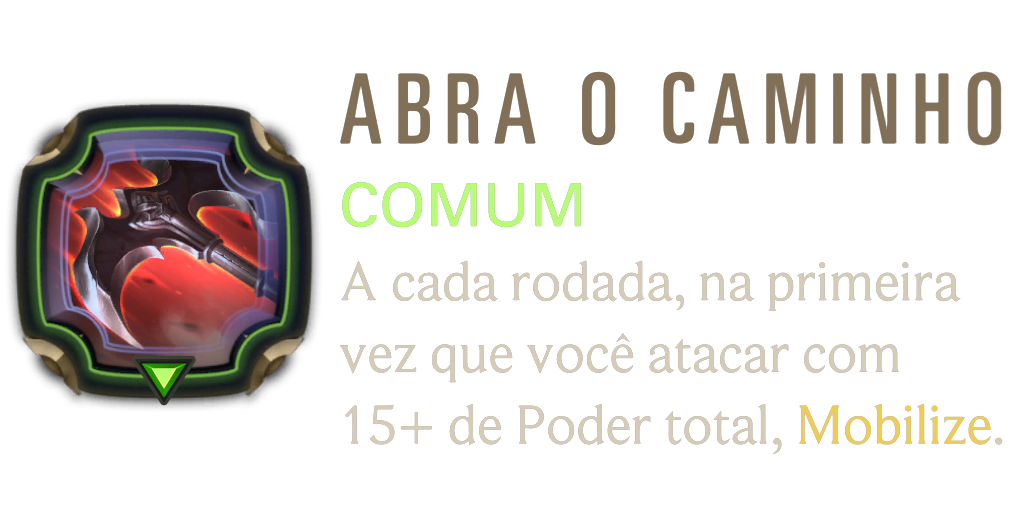 ABRA O CAMINHO
COMUM
A cada rodada, na primeira
vez que você atacar com
15+ de Poder total, Mobilize.